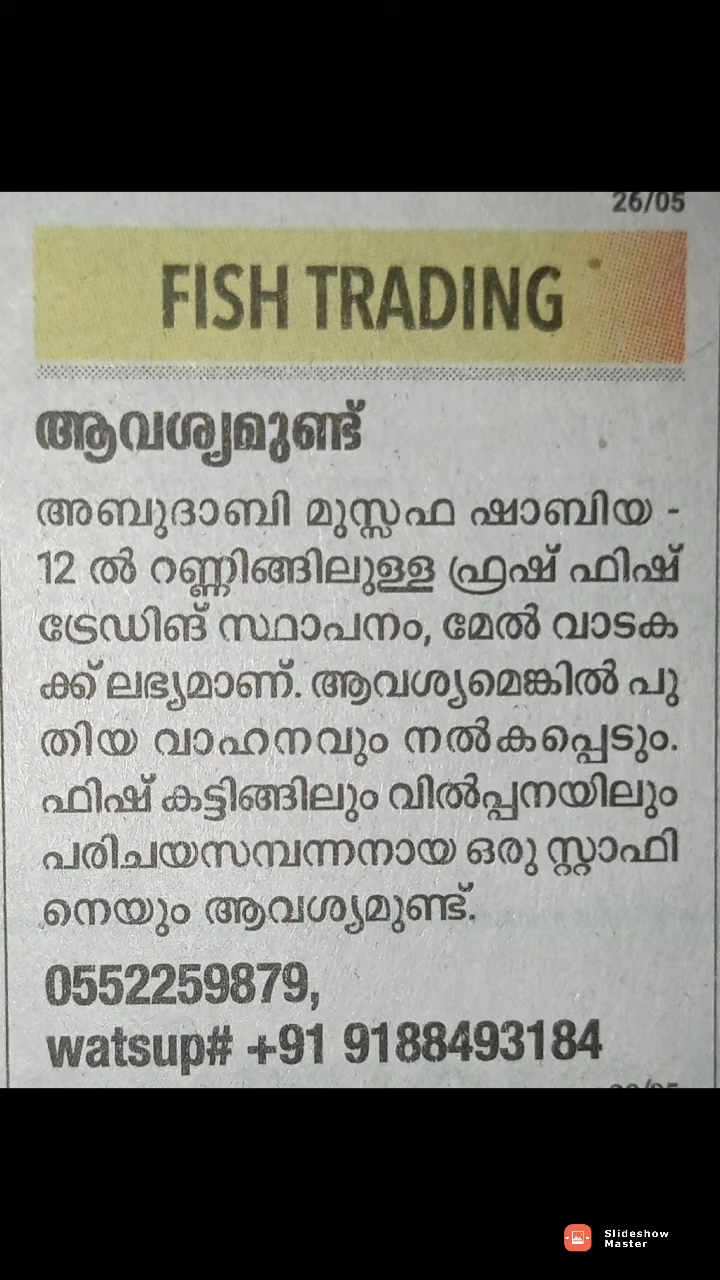 26/05
FISH TRADING
ആവശ്യമുണ്ട്
അബുദാബി മുസ്സഫ ഷാബിയ -
12 ൽ റണ്ണിങ്ങിലുള്ള ഫ്രഷ് ഫിഷ്
ട്രേഡിങ് സ്ഥാപനം, മേൽ വാടക
ക്ക് ലഭ്യമാണ്. ആവശ്യമെങ്കിൽ പു
തിയ വാഹനവും നൽകപ്പെടും.
ഫിഷ് കട്ടിങ്ങിലും വിൽപ്പനയിലും
പരിചയസമ്പന്നനായ ഒരു സ്റ്റാഫി
നെയും ആവശ്യമുണ്ട്.
0552259879,
watsup# +91 9188493184
Slideshow
Master